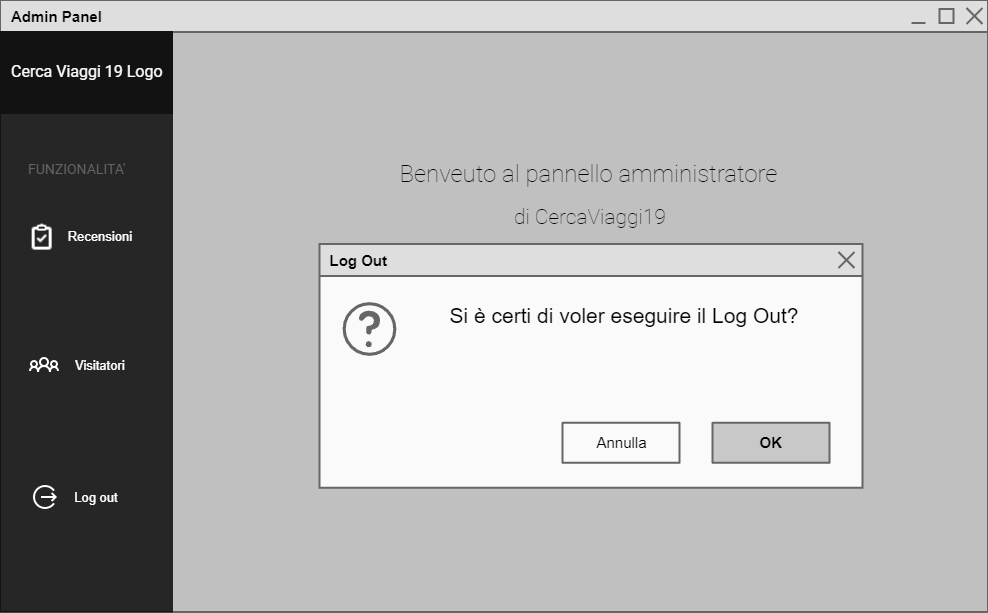 Admin Panel
Cerca Viaggi 19 Logo
FUNZIONALITA'
Recensioni
Visitatori
Log out
Benveuto al pannello amministratore
di CercaViaggi19
Log Out
Si è certi di voler eseguire il Log Out?
Annulla
OK